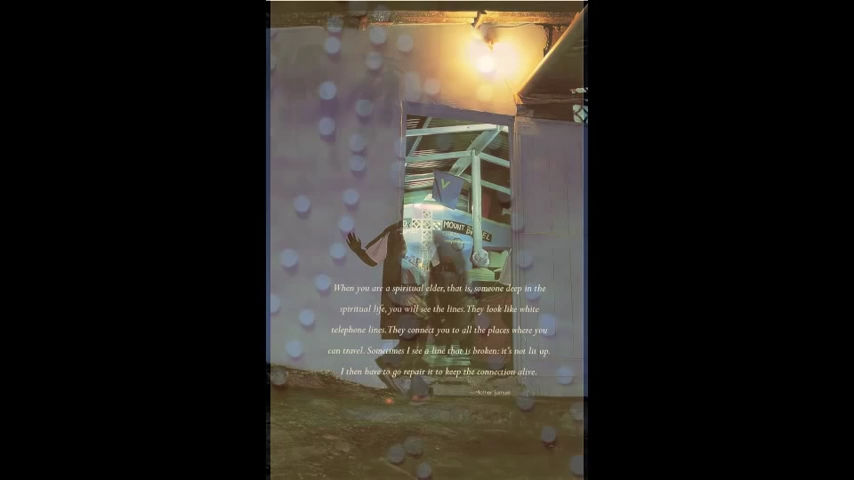 V
MOUNT
When you are a spiritual elder, that is, someone deep in the
spiritual life, you will see the lines. They look like white
telephone lines. They connect you to all the places where you
can travel. Sometimes I see a line that is broken: it's not lit up.
I then have to go repair it to keep the connection alive.
—Mother Samuel